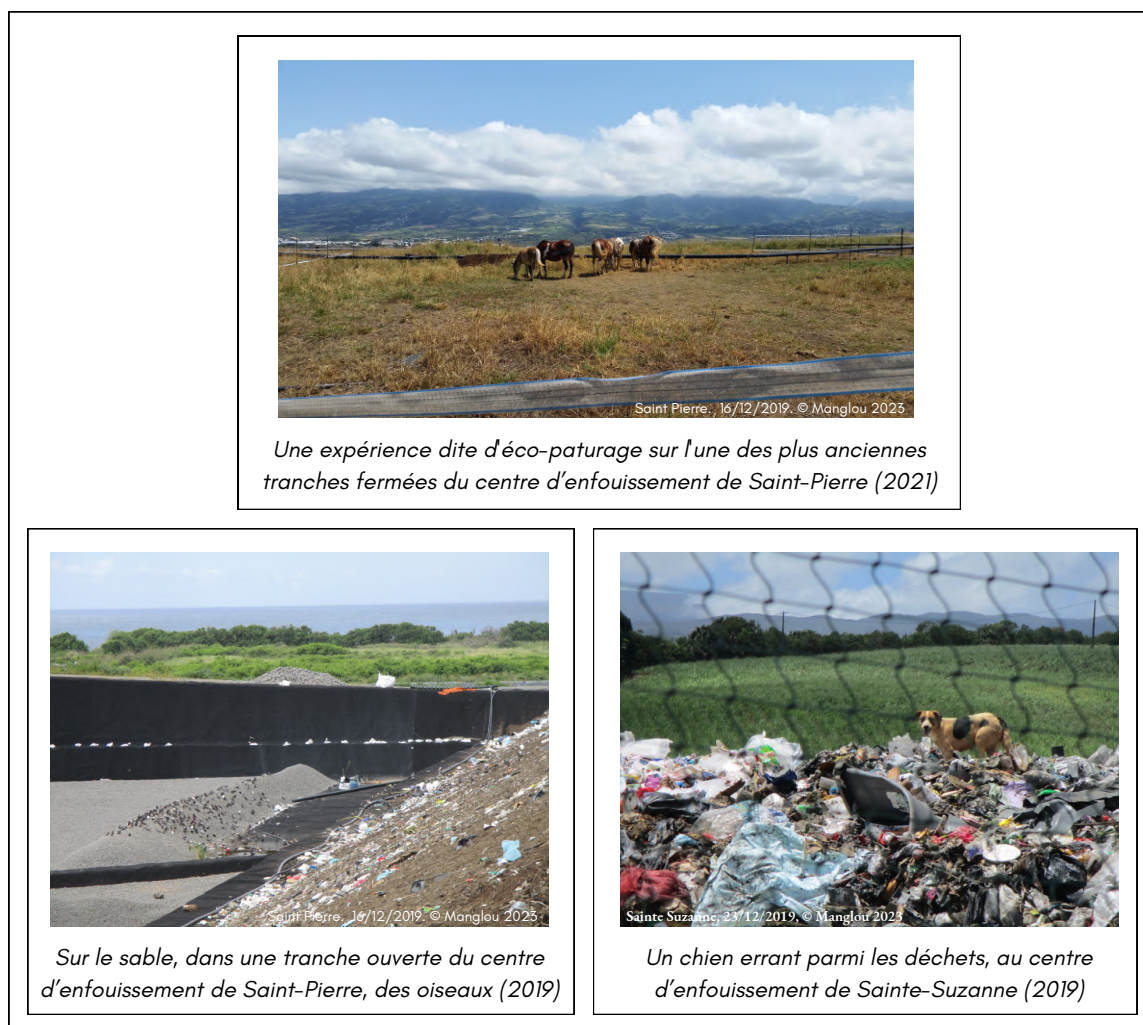 Saint Pierre. 16/12/2019. © Manglou 2023
Une expérience dite d'éco-paturage sur l'une des plus anciennes
tranches fermées du centre d'enfouissement de Saint-Pierre (2021)
Saint Pierre. 16/12/2019. © Manglou 2023
Sur le sable, dans une tranche ouverte du centre
d'enfouissement de Saint-Pierre, des oiseaux (2019)
Sainte Suzanne, 23/12/2019, © Manglou 2023
Un chien errant parmi les déchets, au centre
d'enfouissement de Sainte-Suzanne (2019)